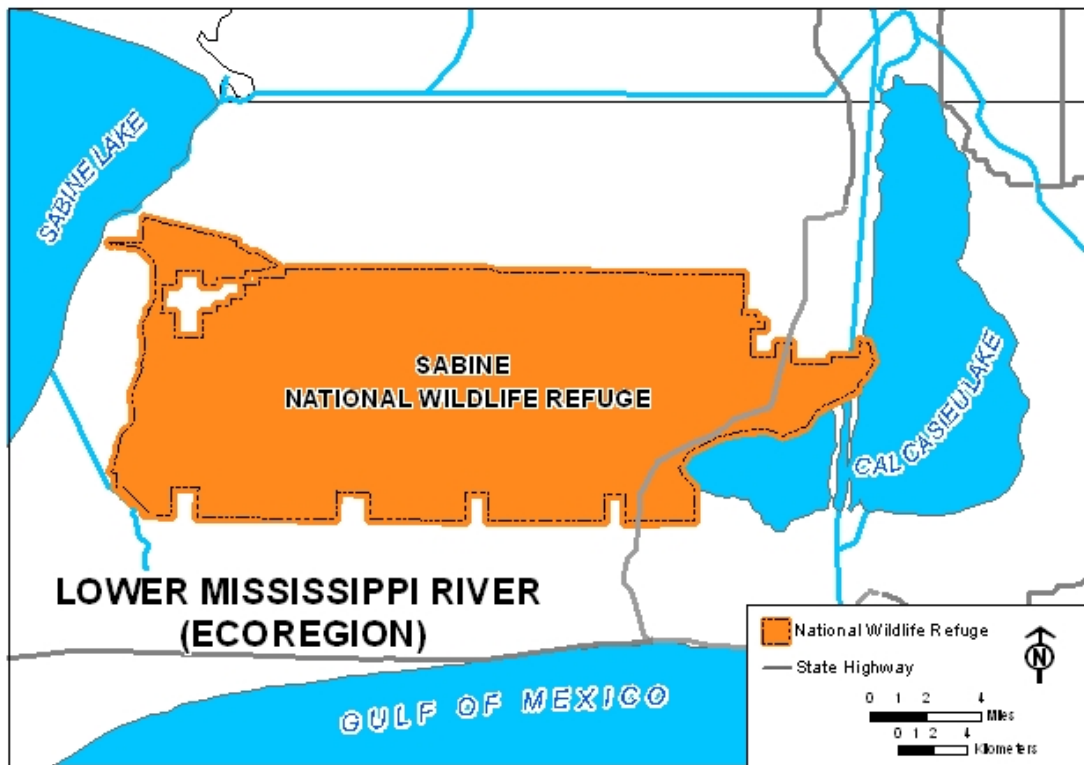 SABINE LAKE
SABINE
NATIONAL WILDLIFE REFUGE
CALCASIEU LAKE
LOWER MISSISSIPPI RIVER
(ECOREGION)
GULF OF MEXICO
National Wildlife Refuge
State Highway
N
0 1 2 4
Miles
0 1 2 4
Kilometers